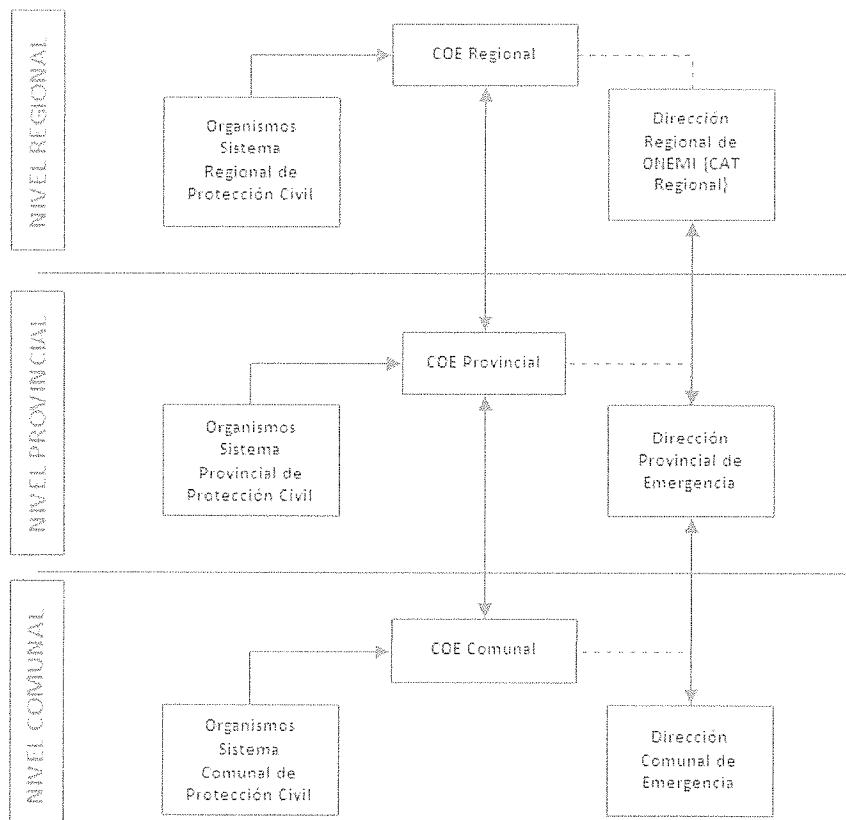 NIVEL REGIONAL
COE Regional
Organismos
Sistema
Regional de
Protección Civil
Dirección
Regional de
ONEMI (CAT
Regional)
NIVEL PROVINCIAL
COE Provincial
Organismos
Sistema
Provincial de
Protección Civil
Dirección
Provincial de
Emergencia
NIVEL COMUNAL
COE Comunal
Organismos
Sistema
Comunal de
Protección Civil
Dirección
Comunal de
Emergencia